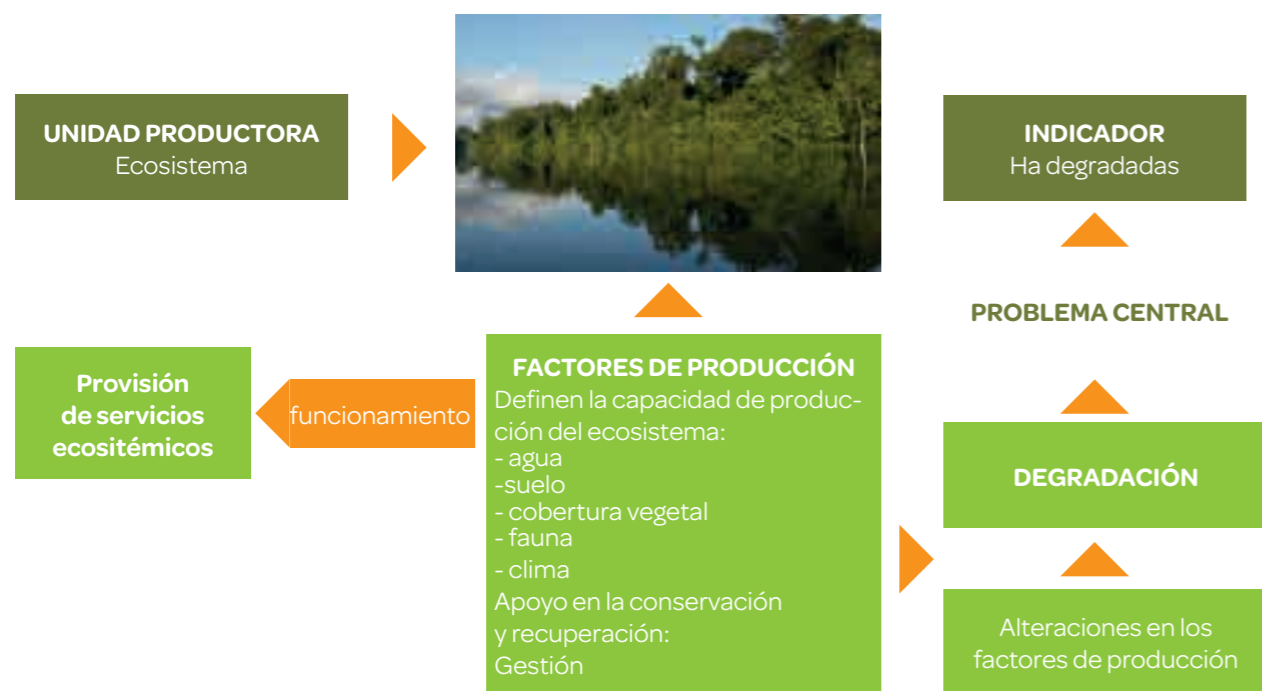 UNIDAD PRODUCTORA
Ecosistema
INDICADOR
Ha degradadas
PROBLEMA CENTRAL
Provisión
de servicios
ecositémicos
funcionamiento
FACTORES DE PRODUCCIÓN
Definen la capacidad de produc-
ción del ecosistema:
- agua
-suelo
- cobertura vegetal
- fauna
- clima
Apoyo en la conservación
y recuperación:
Gestión
DEGRADACIÓN
Alteraciones en los
factores de producción